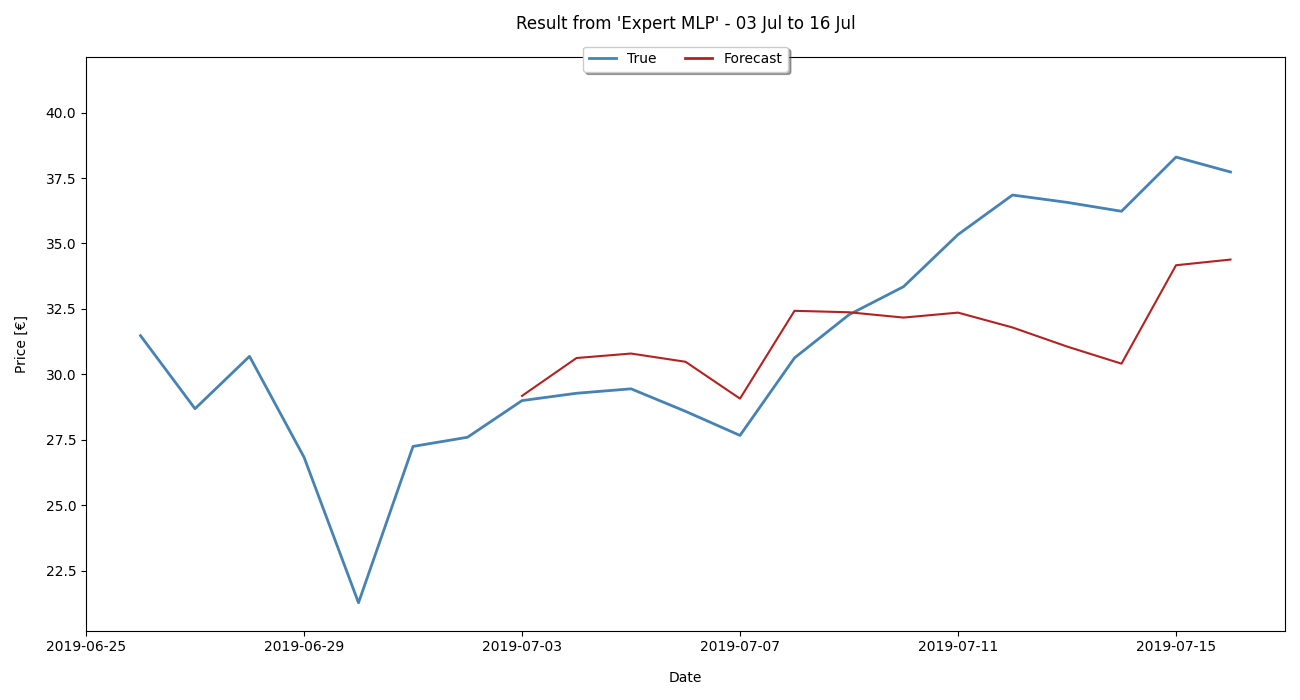 Result from 'Expert MLP' - 03 Jul to 16 Jul
True Forecast
40.0
37.5
35.0
32.5
30.0
27.5
25.0
22.5
Price [€]
2019-06-25 2019-06-29 2019-07-03 2019-07-07 2019-07-11 2019-07-15
Date